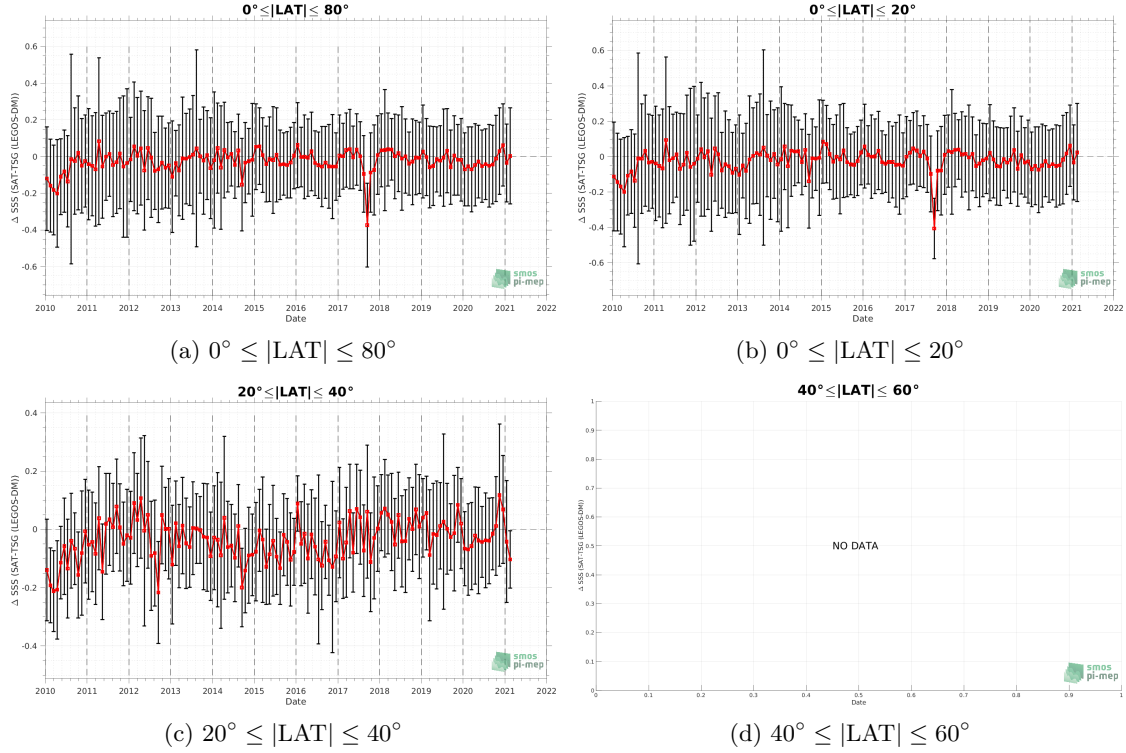 0°≤|LAT|≤ 80°
Δ SSS (SAT-TSG (LEGOS-DM))
0.6
0.4
0.2
0
-0.2
-0.4
-0.6
2010 2011 2012 2013 2014 2015 2016 2017 2018 2019 2020 2021 2022
Date
smos
pi-mep
(a) 0° ≤ |LAT| ≤ 80°
0°≤|LAT|≤ 20°
Δ SSS (SAT-TSG (LEGOS-DM))
0.6
0.4
0.2
0
-0.2
-0.4
-0.6
2010 2011 2012 2013 2014 2015 2016 2017 2018 2019 2020 2021 2022
Date
smos
pi-mep
(b) 0° ≤ |LAT| ≤ 20°
20°≤|LAT|≤ 40°
Δ SSS (SAT-TSG (LEGOS-DM))
0.4
0.2
0
-0.2
-0.4
2010 2011 2012 2013 2014 2015 2016 2017 2018 2019 2020 2021 2022
Date
smos
pi-mep
(c) 20° ≤ |LAT| ≤ 40°
40°≤|LAT|≤ 60°
Δ SSS (SAT-TSG (LEGOS-DM))
1
0.9
0.8
0.7
0.6
0.5
0.4
0.3
0.2
0.1
0
NO DATA
0 0.1 0.2 0.3 0.4 0.5 0.6 0.7 0.8 0.9 1
Date
smos
pi-mep
(d) 40° ≤ |LAT| ≤ 60°